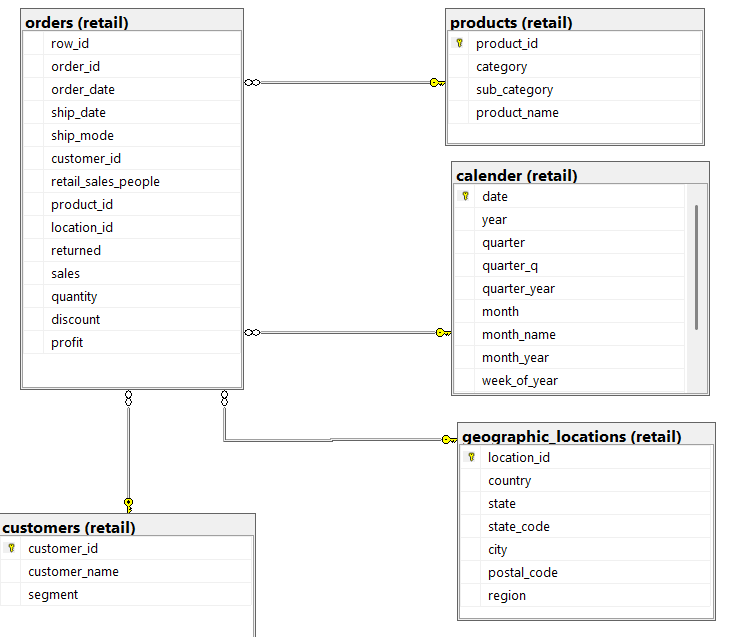 orders (retail)
row_id
order_id
order_date
ship_date
ship_mode
customer_id
retail_sales_people
product_id
location_id
returned
sales
quantity
discount
profit
products (retail)
product_id
category
sub_category
product_name
calender (retail)
date
year
quarter
quarter_q
quarter_year
month
month_name
month_year
week_of_year
geographic_locations (retail)
location_id
country
state
state_code
city
postal_code
region
customers (retail)
customer_id
customer_name
segment